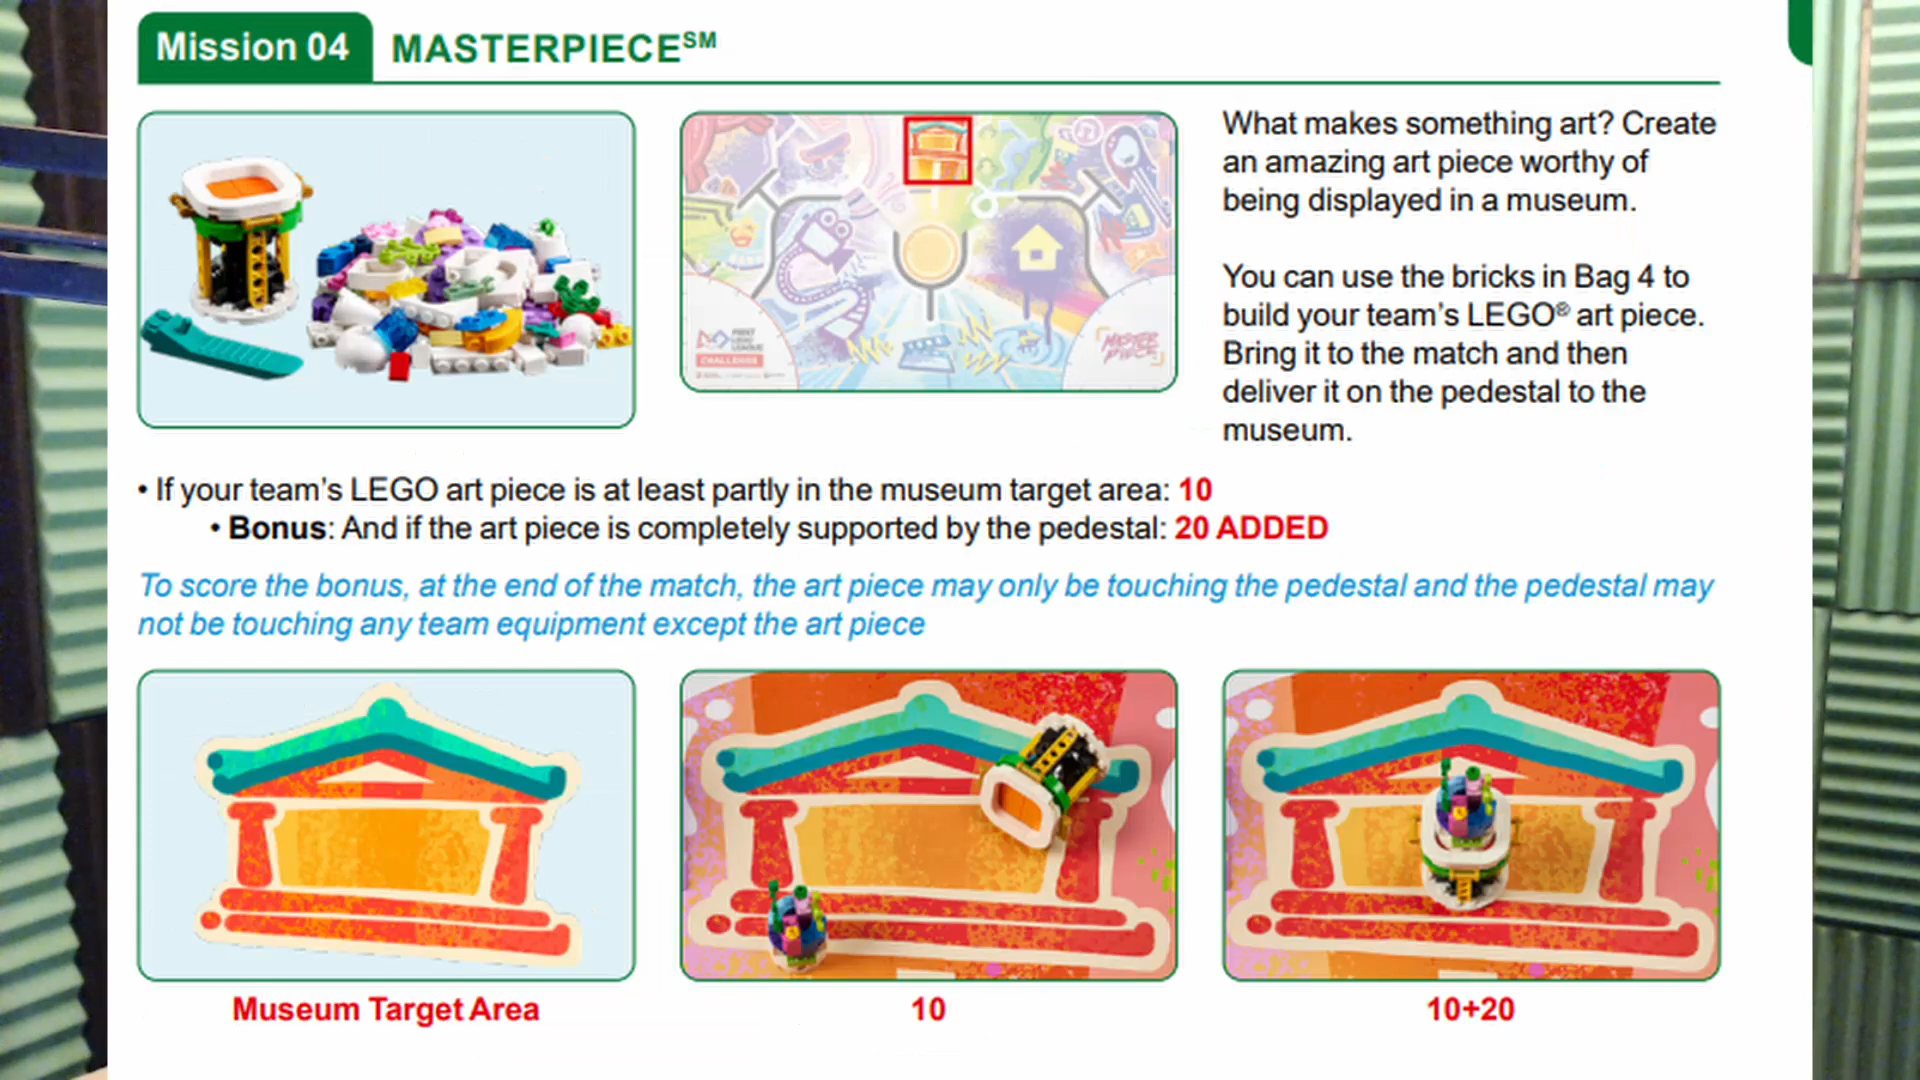 Mission 04 MASTERPIECE℠
What makes something art? Create
an amazing art piece worthy of
being displayed in a museum.
You can use the bricks in Bag 4 to
build your team's LEGO® art piece.
Bring it to the match and then
deliver it on the pedestal to the
museum.
FIRST
LEGO
LEAGUE
CHALLENGE
MASTER
PIECE
• If your team's LEGO art piece is at least partly in the museum target area: 10
• Bonus: And if the art piece is completely supported by the pedestal: 20 ADDED
To score the bonus, at the end of the match, the art piece may only be touching the pedestal and the pedestal may
not be touching any team equipment except the art piece
Museum Target Area
10
10+20